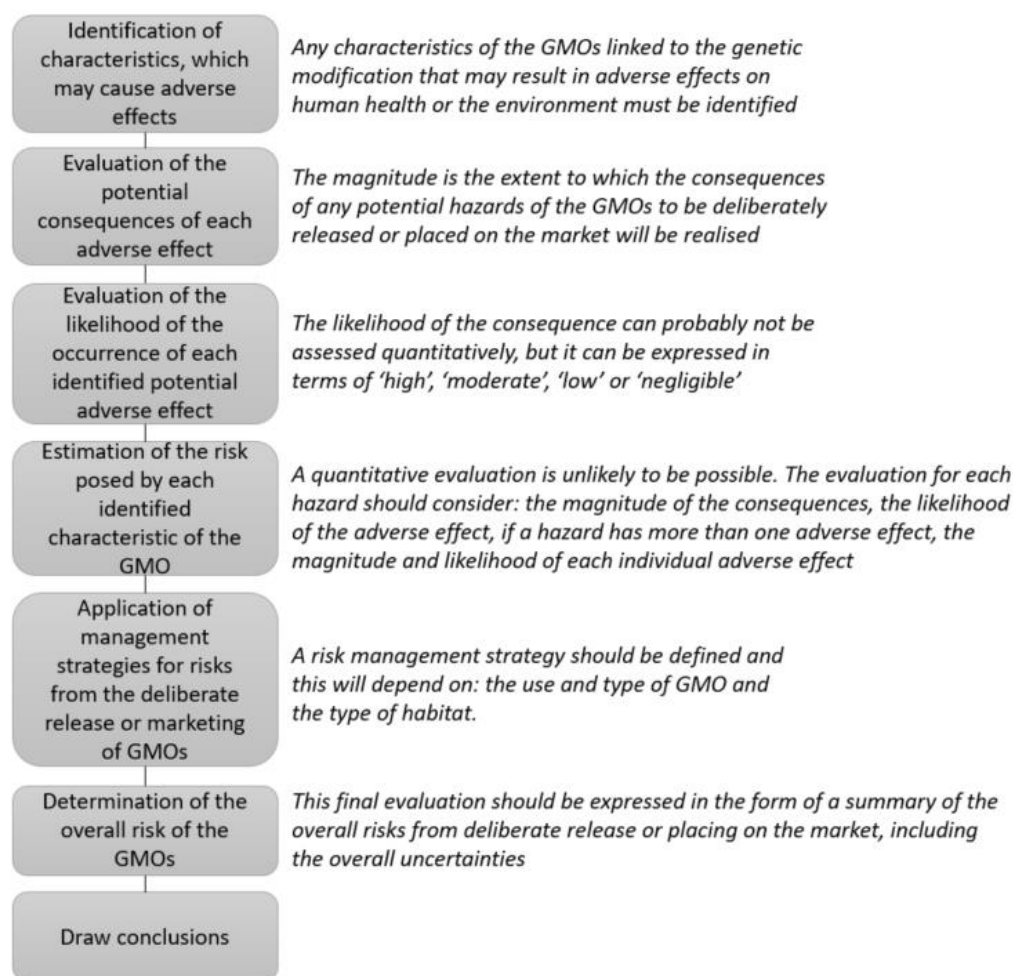 Identification of
characteristics, which
may cause adverse
effects
Any characteristics of the GMOs linked to the genetic
modification that may result in adverse effects on
human health or the environment must be identified
Evaluation of the
potential
consequences of each
adverse effect
The magnitude is the extent to which the consequences
of any potential hazards of the GMOs to be deliberately
released or placed on the market will be realised
Evaluation of the
likelihood of the
occurrence of each
identified potential
adverse effect
The likelihood of the consequence can probably not be
assessed quantitatively, but it can be expressed in
terms of ‘high’, ‘moderate’, ‘low’ or ‘negligible’
Estimation of the risk
posed by each
identified
characteristic of the
GMO
A quantitative evaluation is unlikely to be possible. The evaluation for each
hazard should consider: the magnitude of the consequences, the likelihood
of the adverse effect, if a hazard has more than one adverse effect, the
magnitude and likelihood of each individual adverse effect
Application of
management
strategies for risks
from the deliberate
release or marketing
of GMOs
A risk management strategy should be defined and
this will depend on: the use and type of GMO and
the type of habitat.
Determination of the
overall risk of the
GMOs
This final evaluation should be expressed in the form of a summary of the
overall risks from deliberate release or placing on the market, including
the overall uncertainties
Draw conclusions